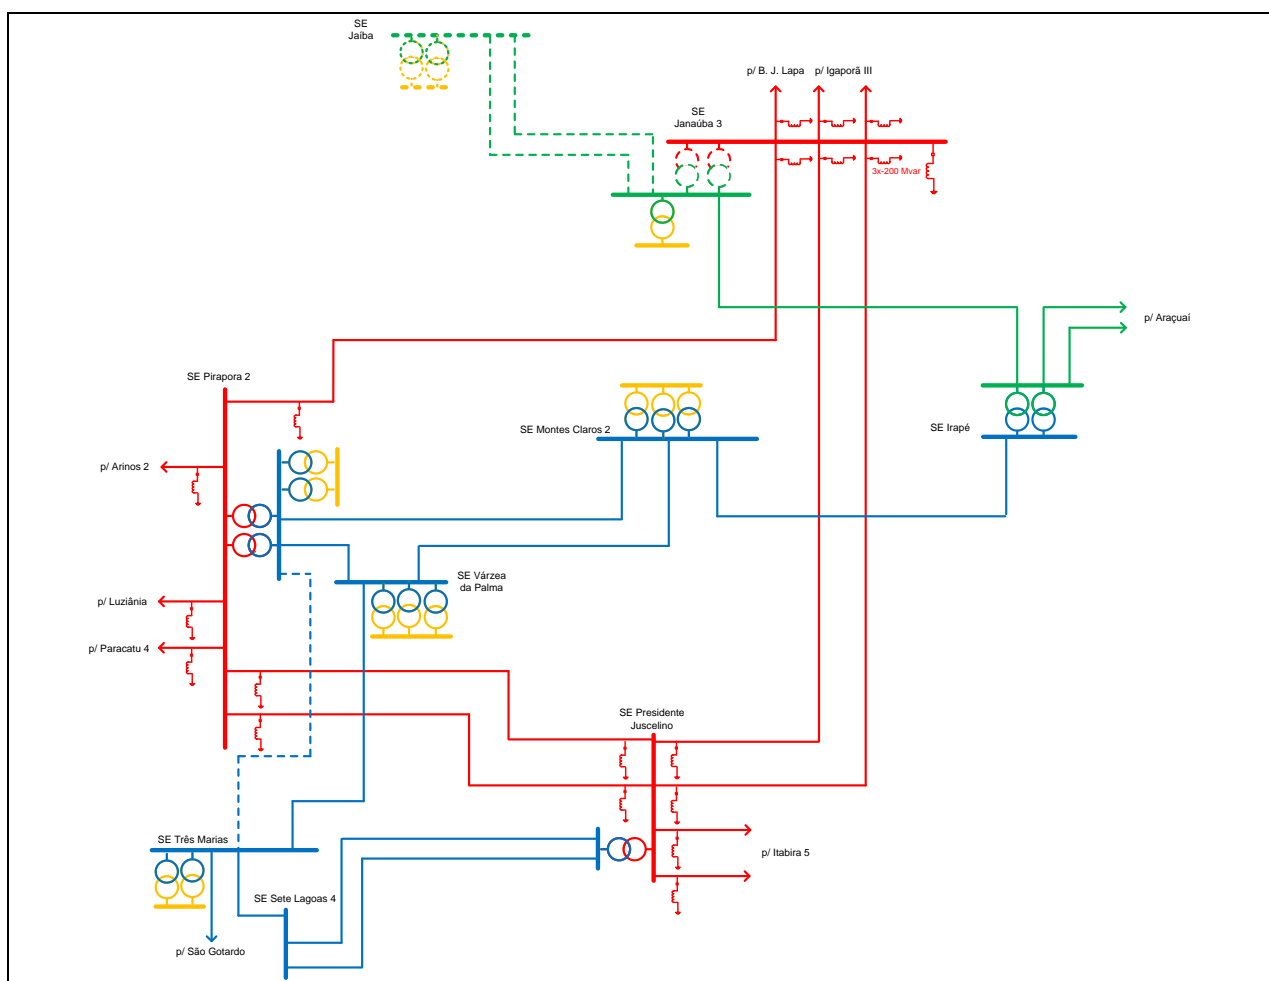 SE
Jaíba
p/ B. J. Lapa
p/ Igaporã III
SE
Janaúba 3
3x-200 Mvar
p/ Araçuaí
SE Pirapora 2
SE Montes Claros 2
SE Irapé
p/ Arinos 2
SE Várzea
da Palma
p/ Luziânia
p/ Paracatu 4
SE Presidente
Juscelino
SE Três Marias
p/ Itabira 5
SE Sete Lagoas 4
p/ São Gotardo